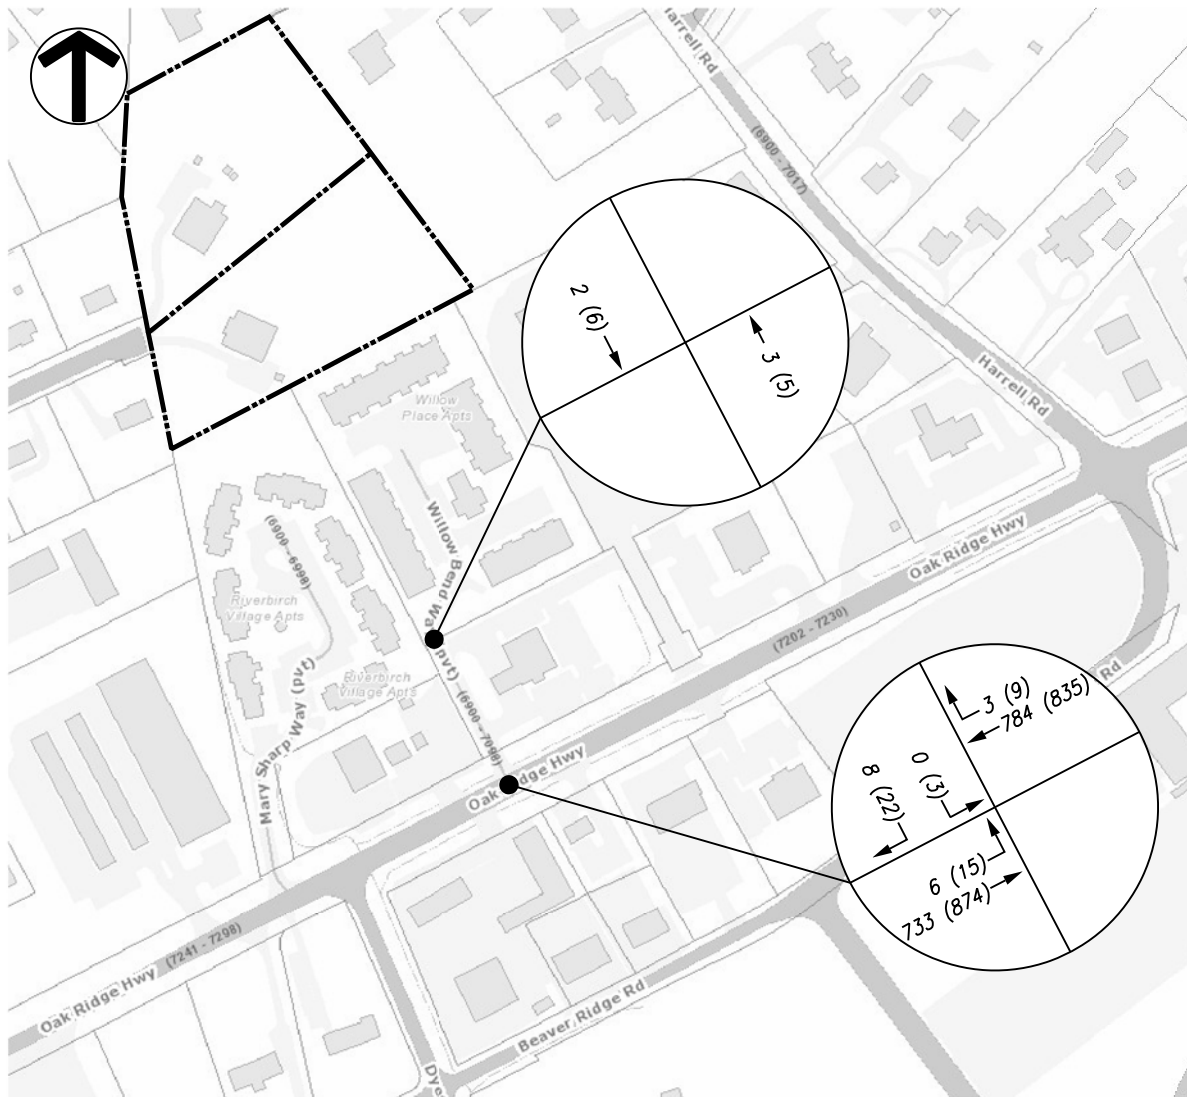 Harrell Rd
(6900 - 7017)
2 (6)
3 (5)
Harrell Rd
Willow
Place Apts
Willow Bend Wa
(pvt)
(6900 - 7098)
(6900 - 6998)
Riverbirch
Village Apts
Riverbirch
Village Apts
Mary Sharp Way (pvt)
Oak Ridge Hwy
(7202 - 7230)
Rd
3 (9)
784 (835)
0 (3)
8 (22)
6 (15)
733 (874)
Oak Ridge Hwy
(7241 - 7298)
Oak Ridge Hwy
Beaver Ridge Rd
Dye